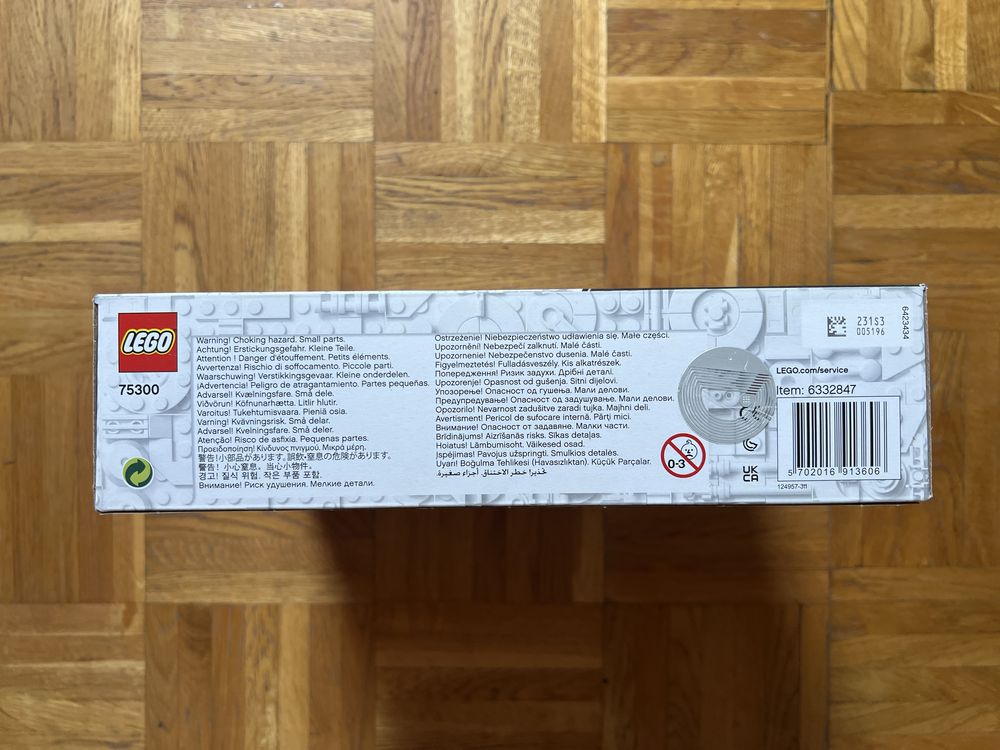 LEGO
75300
Warning! Choking hazard. Small parts.
Achtung! Erstickungsgefahr. Kleine Teile.
Attention ! Danger d'étouffement. Petits éléments.
Avvertenza! Rischio di soffocamento. Piccole parti.
Waarschuwing! Verstikkingsgevaar. Kleine onderdelen.
¡Advertencia! Peligro de atragantamiento. Partes pequeñas.
Advarsel! Kvælningsfare. Små dele.
Viðvörun! Köfnunarhætta. Litlir hlutir.
Varoitus! Tukehtumisvaara. Pieniä osia.
Varning! Kvävningsrisk. Små delar.
Advarsel! Kvelningsfare. Små deler.
Atenção! Risco de asfixia. Pequenas partes.
Προειδοποίηση! Κίνδυνος πνιγμού. Μικρά μέρη.
警告!小部品があります。誤飲・窒息の危険があります。
警告! 小心窒息。当心小物件。
경고! 질식 위험. 작은 부품 포함.
Внимание! Риск удушения. Мелкие детали.
Ostrzeżenie! Niebezpieczeństwo udławienia się. Małe części.
Upozornění! Nebezpečí zalknutí. Malé části.
Upozornenie! Nebezpečenstvo dusenia. Malé časti.
Figyelmeztetés! Fulladásveszély. Kis alkatrészek.
Попередження! Ризик задухи. Дрібні деталі.
Upozorenje! Opasnost od gušenja. Sitni dijelovi.
Упозорење! Опасност од гушења. Мали делови.
Предупредување! Опасност од задушување. Мали делови.
Opozorilo! Nevarnost zadušitve zaradi tujka. Majhni deli.
Avertisment! Pericol de sufocare internă. Părţi mici.
Внимание! Опасност от задавяне. Малки части.
Brīdinājums! Aizrīšanās risks. Sīkas detaļas.
Hoiatus! Lämbumisoht. Väikesed osad.
Įspėjimas! Pavojus užspringti. Smulkios detalės.
Uyarı! Boğulma Tehlikesi (Havasızlıktan). Küçük Parçalar.
تحذير! خطر الاختناق. أجزاء صغيرة.
0-3
UK
CA
231S3
005196
6423434
LEGO.com/service
Item: 6332847
5 702016 913606
124957-311